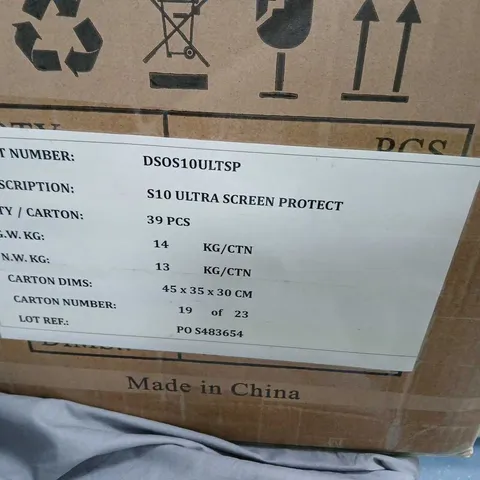 PCS
T NUMBER: DSOS10ULTSP
SCRIPTION: S10 ULTRA SCREEN PROTECT
TY / CARTON: 39 PCS
G.W. KG: 14 KG/CTN
N.W. KG: 13 KG/CTN
CARTON DIMS: 45 x 35 x 30 CM
CARTON NUMBER: 19 of 23
LOT REF.: PO S483654
Made in China